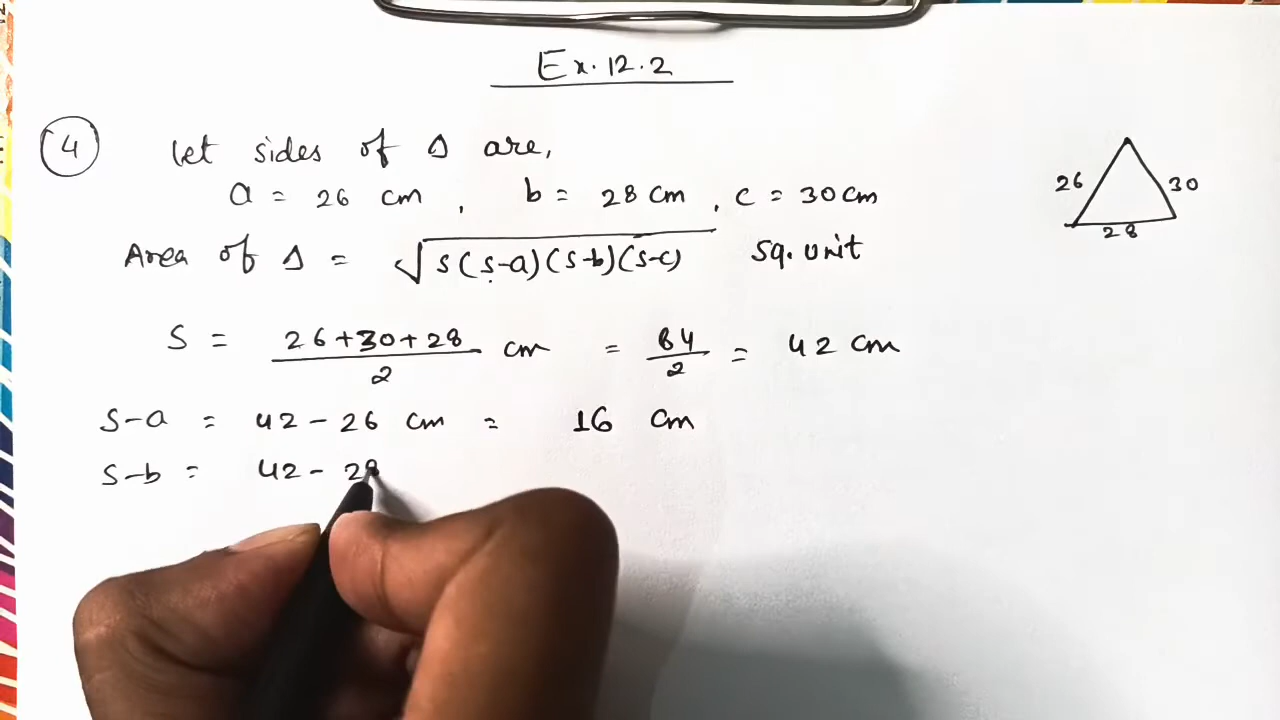 Ex. 12.2
4 Let sides of Δ are,
a = 26 cm, b = 28 cm, c = 30 cm
Area of Δ = √s(s-a)(s-b)(s-c) sq. unit
S = 26+30+28/2 cm = 84/2 = 42 cm
S-a = 42 - 26 cm = 16 cm
S-b = 42 - 28
26
30
28